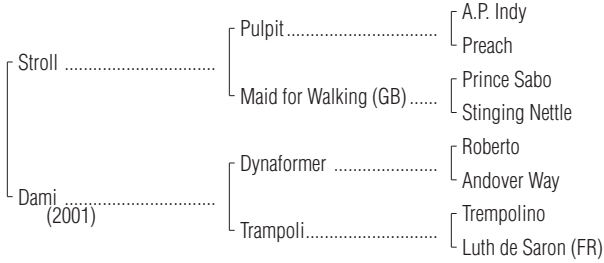 A.P. Indy
Pulpit
Preach
Stroll
Prince Sabo
Maid for Walking (GB)
Stinging Nettle
Roberto
Dynaformer
Andover Way
Dami
(2001)
Trempolino
Trampoli
Luth de Saron (FR)